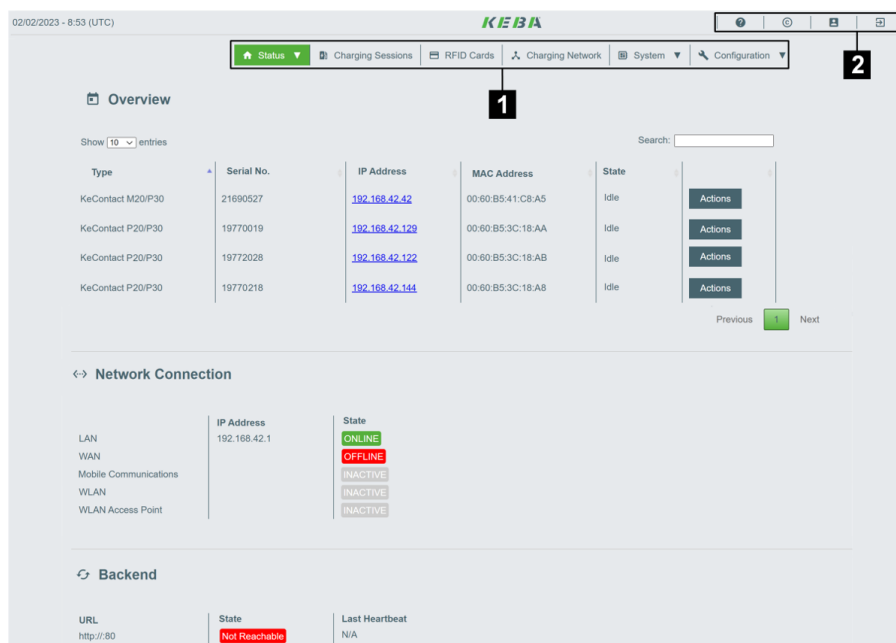 02/02/2023 - 8:53 (UTC) KEBA
2
Status Charging Sessions RFID Cards Charging Network System Configuration
1
Overview
Show 10 entries Search:
Type Serial No. IP Address MAC Address State
KeContact M20/P30 21690527 192.168.42.42 00:60:B5:41:C8:A5 Idle Actions
KeContact P20/P30 19770019 192.168.42.129 00:60:B5:3C:18:AA Idle Actions
KeContact P20/P30 19772028 192.168.42.122 00:60:B5:3C:18:AB Idle Actions
KeContact P20/P30 19770218 192.168.42.144 00:60:B5:3C:18:A8 Idle Actions
Previous 1 Next
Network Connection
IP Address State
LAN 192.168.42.1 ONLINE
WAN OFFLINE
Mobile Communications INACTIVE
WLAN INACTIVE
WLAN Access Point INACTIVE
Backend
URL State Last Heartbeat
http://:80 Not Reachable N/A